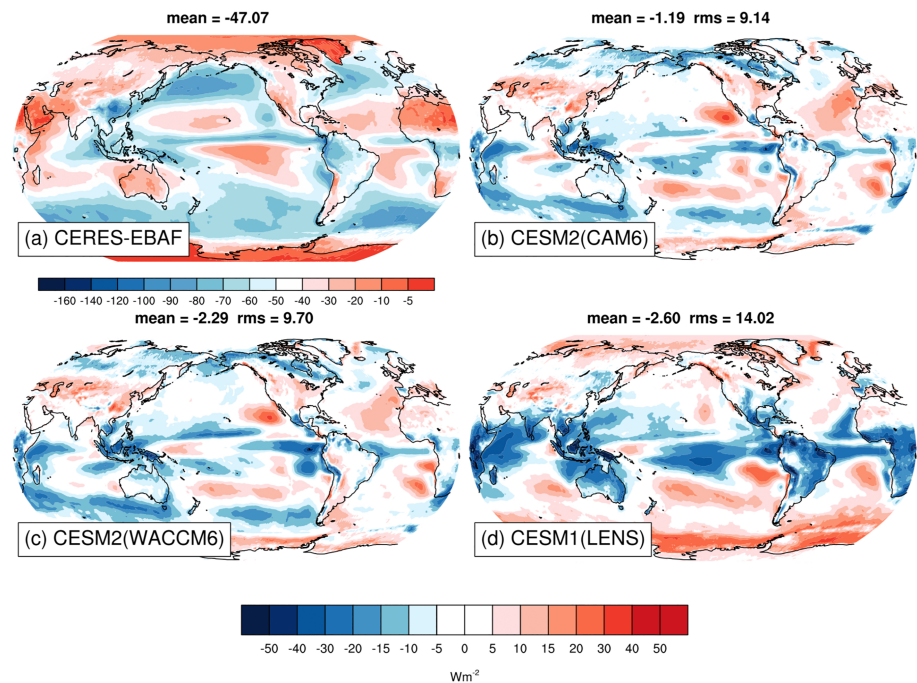 mean = -47.07
mean = -1.19 rms = 9.14
(a) CERES-EBAF
(b) CESM2(CAM6)
-160 -140 -120 -100 -90 -80 -70 -60 -50 -40 -30 -20 -10 -5
mean = -2.29 rms = 9.70
mean = -2.60 rms = 14.02
(c) CESM2(WACCM6)
(d) CESM1(LENS)
-50 -40 -30 -20 -15 -10 -5 0 5 10 15 20 30 40 50
Wm-2